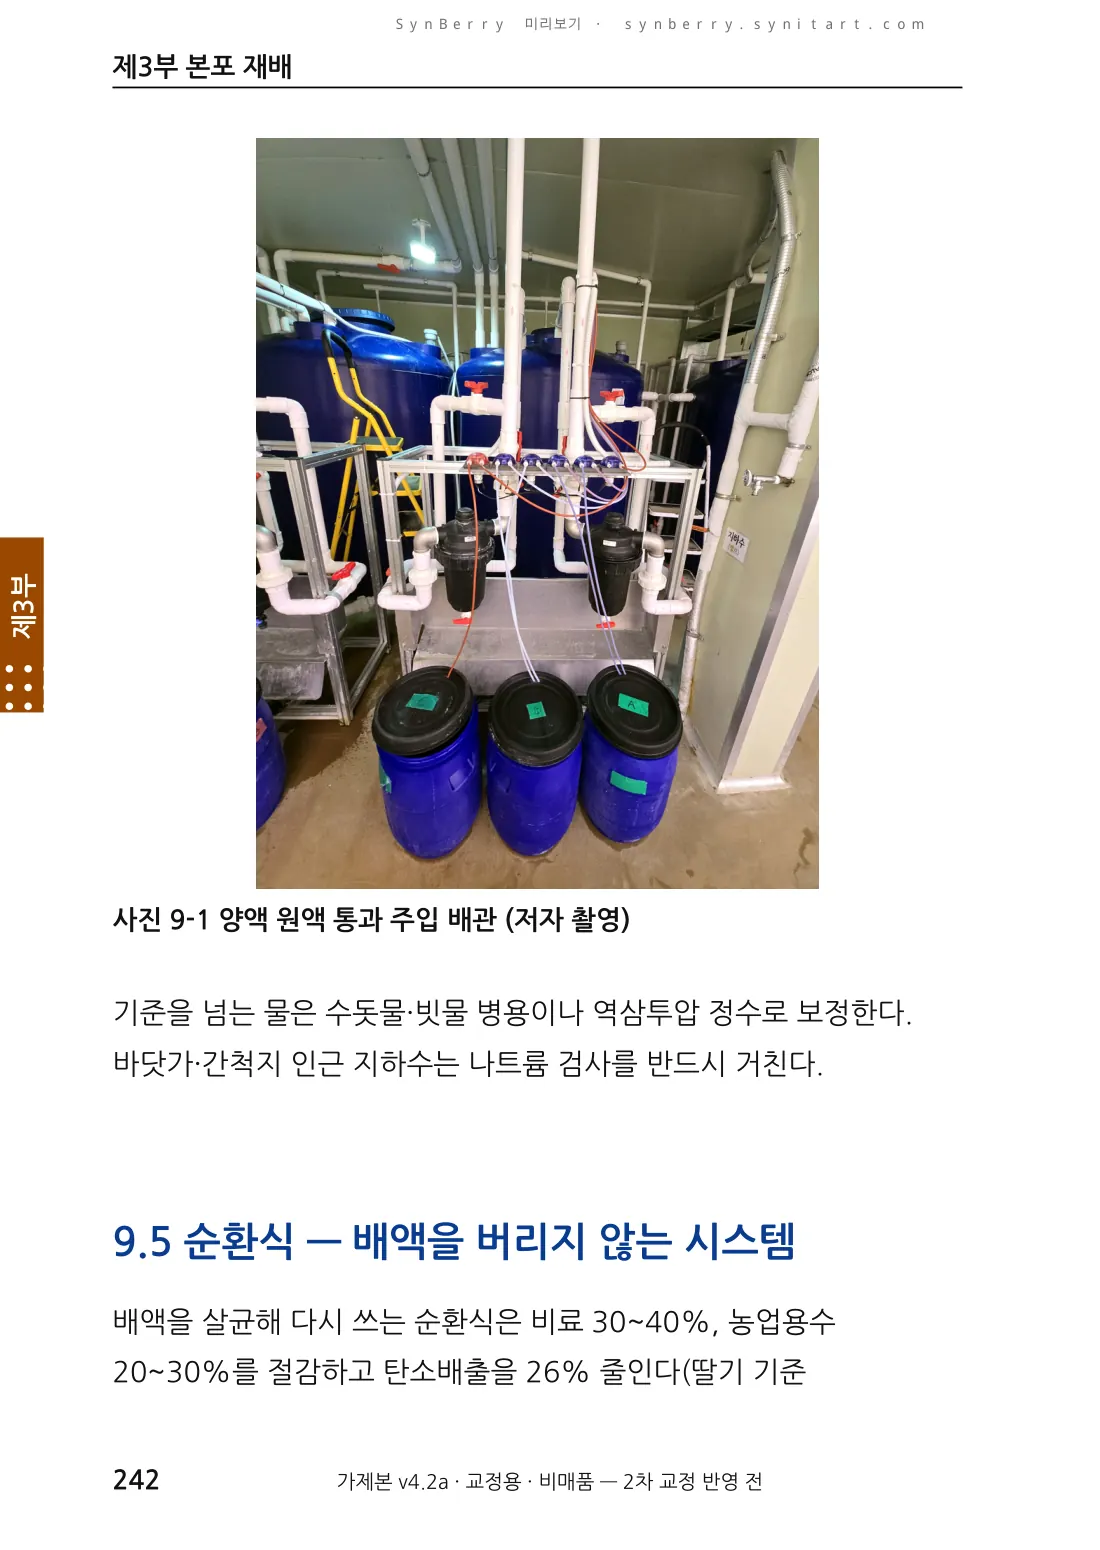 SynBerry 미리보기 · synberry.synitart.com
제3부 본포 재배
지하수
A
제3부
사진 9-1 양액 원액 통과 주입 배관 (저자 촬영)
기준을 넘는 물은 수돗물·빗물 병용이나 역삼투압 정수로 보정한다.
바닷가·간척지 인근 지하수는 나트륨 검사를 반드시 거친다.
9.5 순환식 — 배액을 버리지 않는 시스템
배액을 살균해 다시 쓰는 순환식은 비료 30~40%, 농업용수
20~30%를 절감하고 탄소배출을 26% 줄인다(딸기 기준
242
가제본 v4.2a · 교정용 · 비매품 — 2차 교정 반영 전